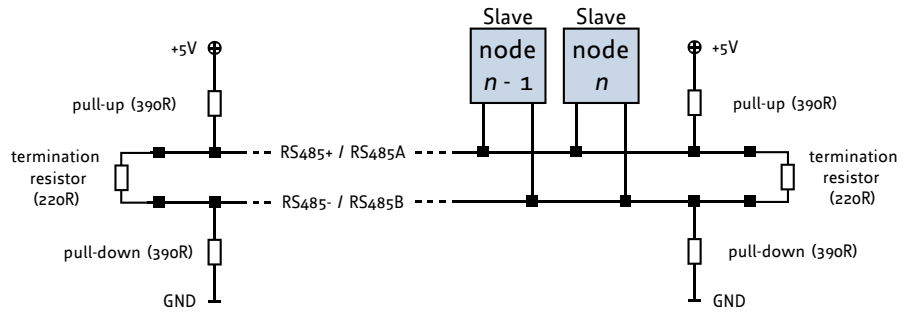 Slave
Slave
+5V
node
n - 1
node
n
+5V
pull-up (390R)
pull-up (390R)
termination
resistor
(220R)
RS485+ / RS485A
termination
resistor
(220R)
RS485- / RS485B
pull-down (390R)
pull-down (390R)
GND
GND